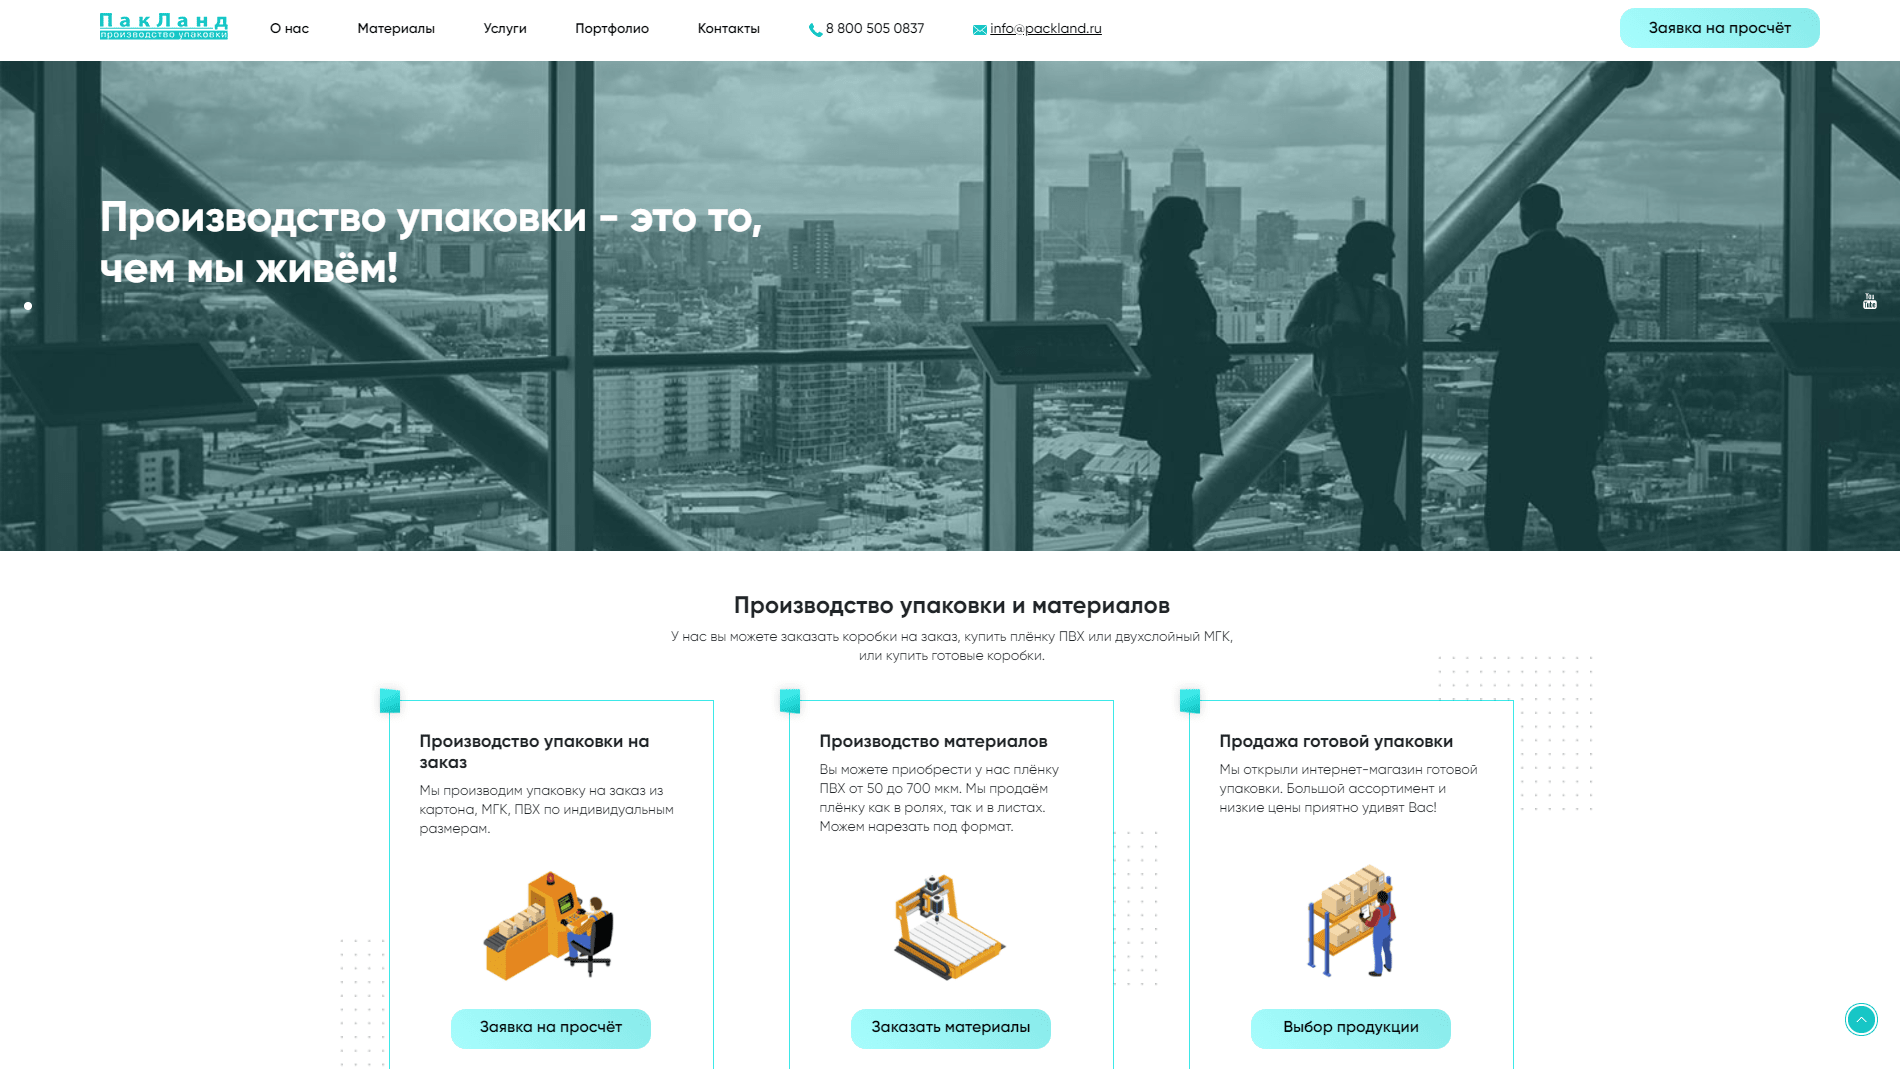 ПакЛанд
производство упаковки
О нас
Материалы
Услуги
Портфолио
Контакты
8 800 505 0837
info@packland.ru
Заявка на просчёт
Производство упаковки - это то,
чем мы живём!
You
Tube
Производство упаковки и материалов
У нас вы можете заказать коробки на заказ, купить плёнку ПВХ или двухслойный МГК,
или купить готовые коробки.
Производство упаковки на
заказ
Мы производим упаковку на заказ из
картона, МГК, ПВХ по индивидуальным
размерам.
Заявка на просчёт
Производство материалов
Вы можете приобрести у нас плёнку
ПВХ от 50 до 700 мкм. Мы продаём
плёнку как в ролях, так и в листах.
Можем нарезать под формат.
Заказать материалы
Продажа готовой упаковки
Мы открыли интернет-магазин готовой
упаковки. Большой ассортимент и
низкие цены приятно удивят Вас!
Выбор продукции